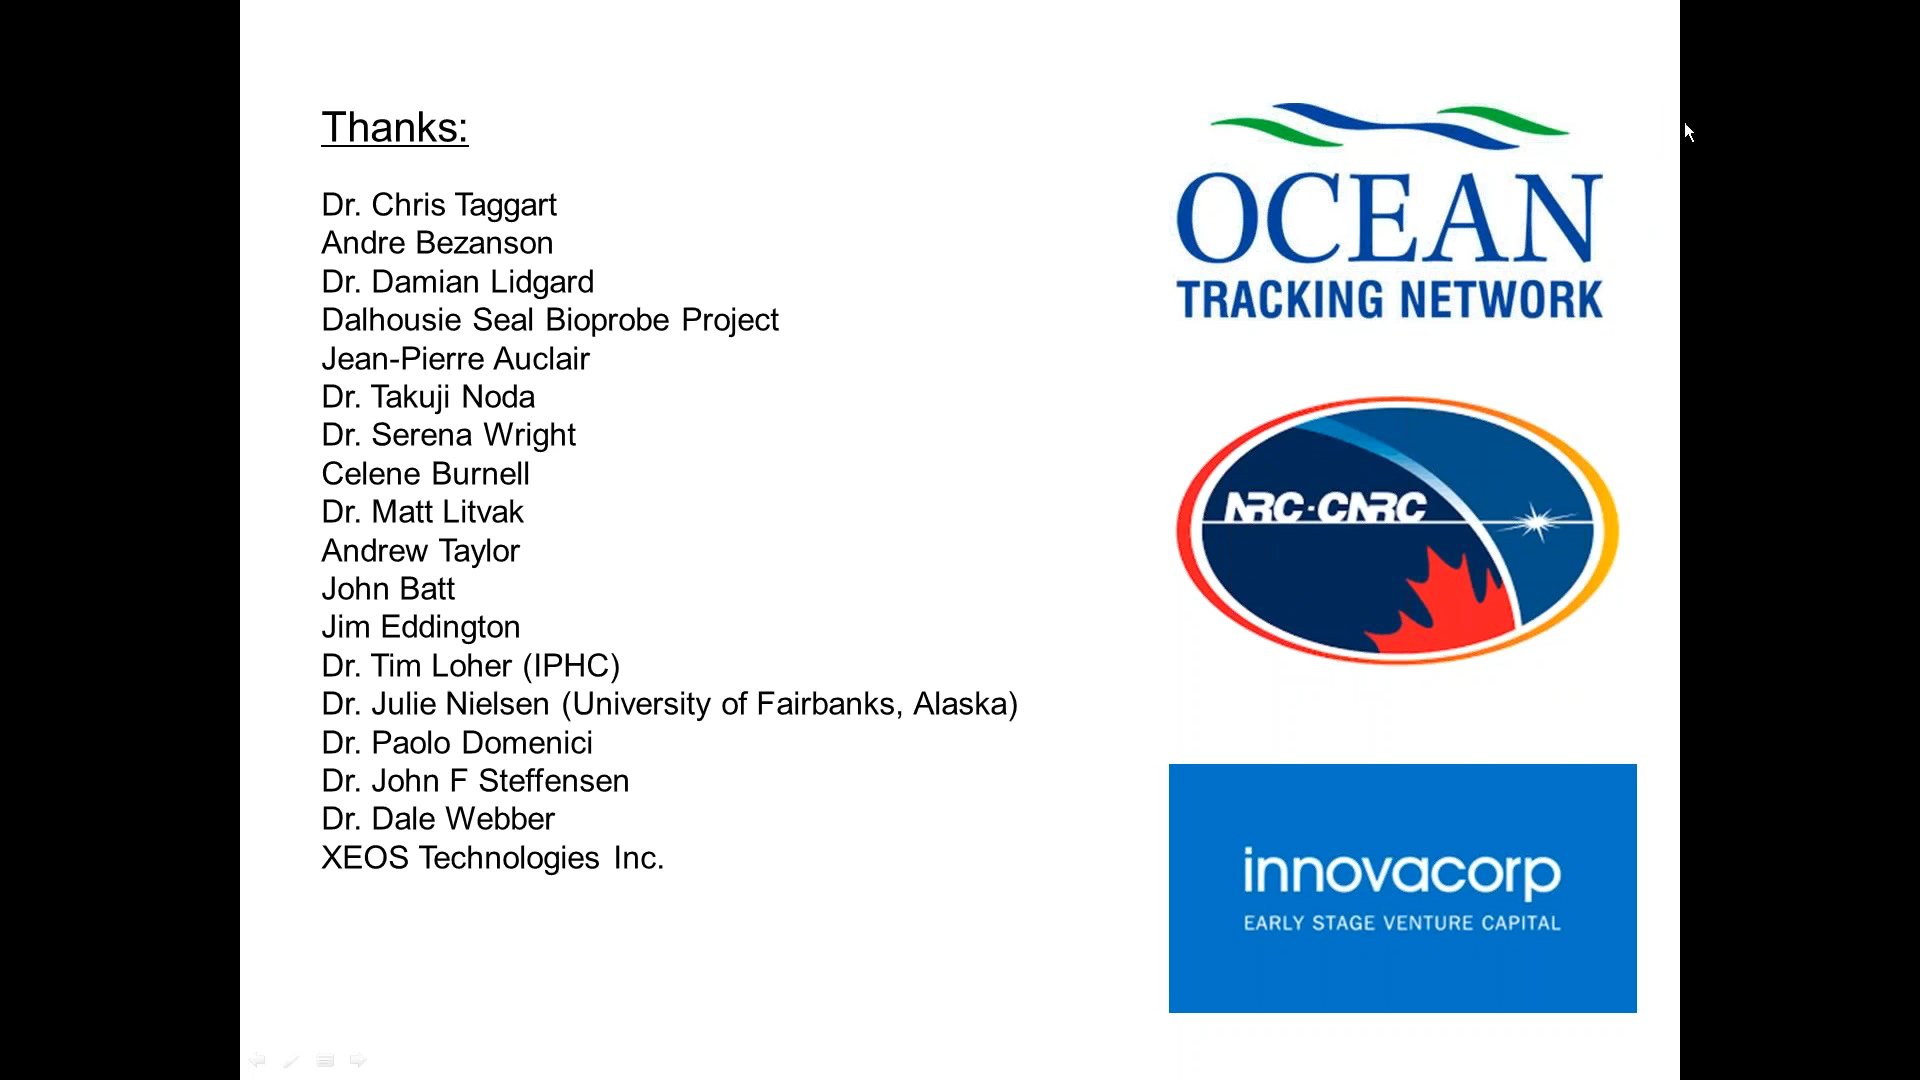 Thanks:
Dr. Chris Taggart
Andre Bezanson
Dr. Damian Lidgard
Dalhousie Seal Bioprobe Project
Jean-Pierre Auclair
Dr. Takuji Noda
Dr. Serena Wright
Celene Burnell
Dr. Matt Litvak
Andrew Taylor
John Batt
Jim Eddington
Dr. Tim Loher (IPHC)
Dr. Julie Nielsen (University of Fairbanks, Alaska)
Dr. Paolo Domenici
Dr. John F Steffensen
Dr. Dale Webber
XEOS Technologies Inc.
OCEAN
TRACKING NETWORK
NRC·CNRC
innovacorp
EARLY STAGE VENTURE CAPITAL